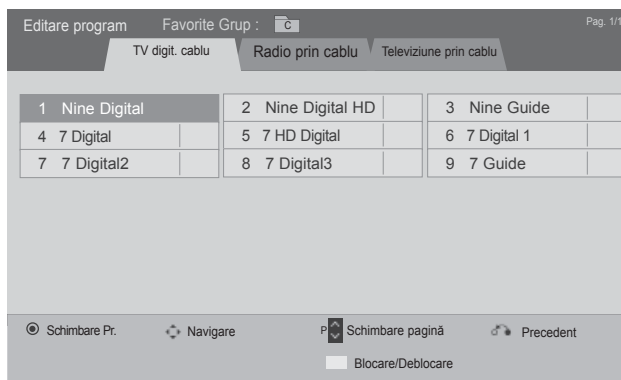 Editare program Favorite Grup : C Pag. 1/1
TV digit. cablu Radio prin cablu Televiziune prin cablu
1 Nine Digital 2 Nine Digital HD 3 Nine Guide
4 7 Digital 5 7 HD Digital 6 7 Digital 1
7 7 Digital2 8 7 Digital3 9 7 Guide
Schimbare Pr. Navigare P Schimbare pagină Precedent
Blocare/Deblocare